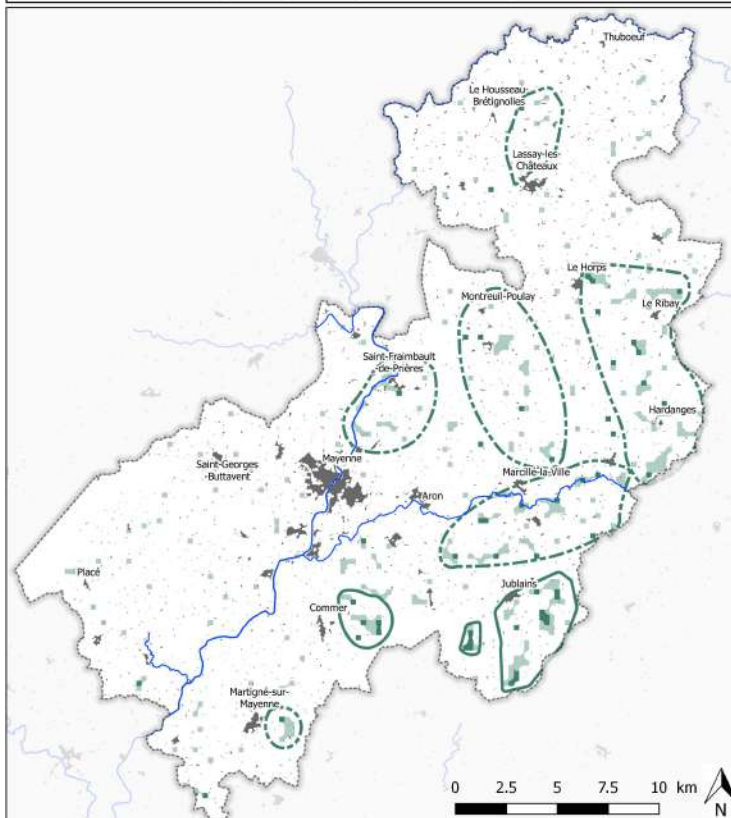 Thuboeuf
Le Housseau-
Brétignolles
Lassay-les-
Châteaux
Le Horps
Montreuil-Poulay
Le Ribay
Saint-Fraimbault
-de-Prières
Hardanges
Mayenne
Saint-Georges
-Buttavent
Marcillé-la-Ville
Aron
Placé
Jublains
Commer
Martigné-sur-
Mayenne
0 2.5 5 7.5 10 km
N